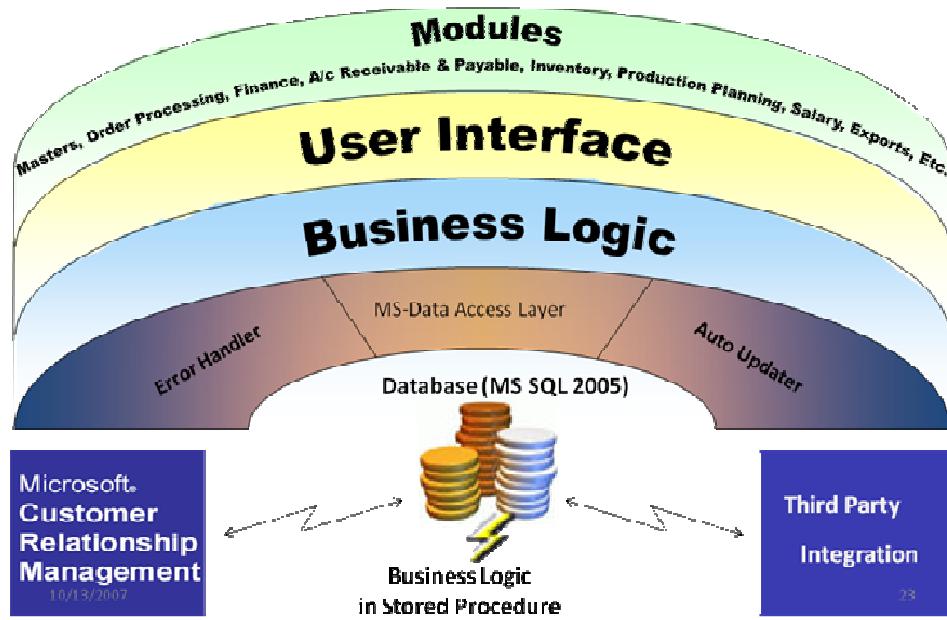 Modules
Masters, Order Processing, Finance, A/c Receivable & Payable, Inventory, Production Planning, Salary, Exports, Etc.
User Interface
Business Logic
Error Handler
MS-Data Access Layer
Auto Updater
Database (MS SQL 2005)
Microsoft
Customer
Relationship
Management
10/13/2007
Business Logic
in Stored Procedure
Third Party
Integration
23